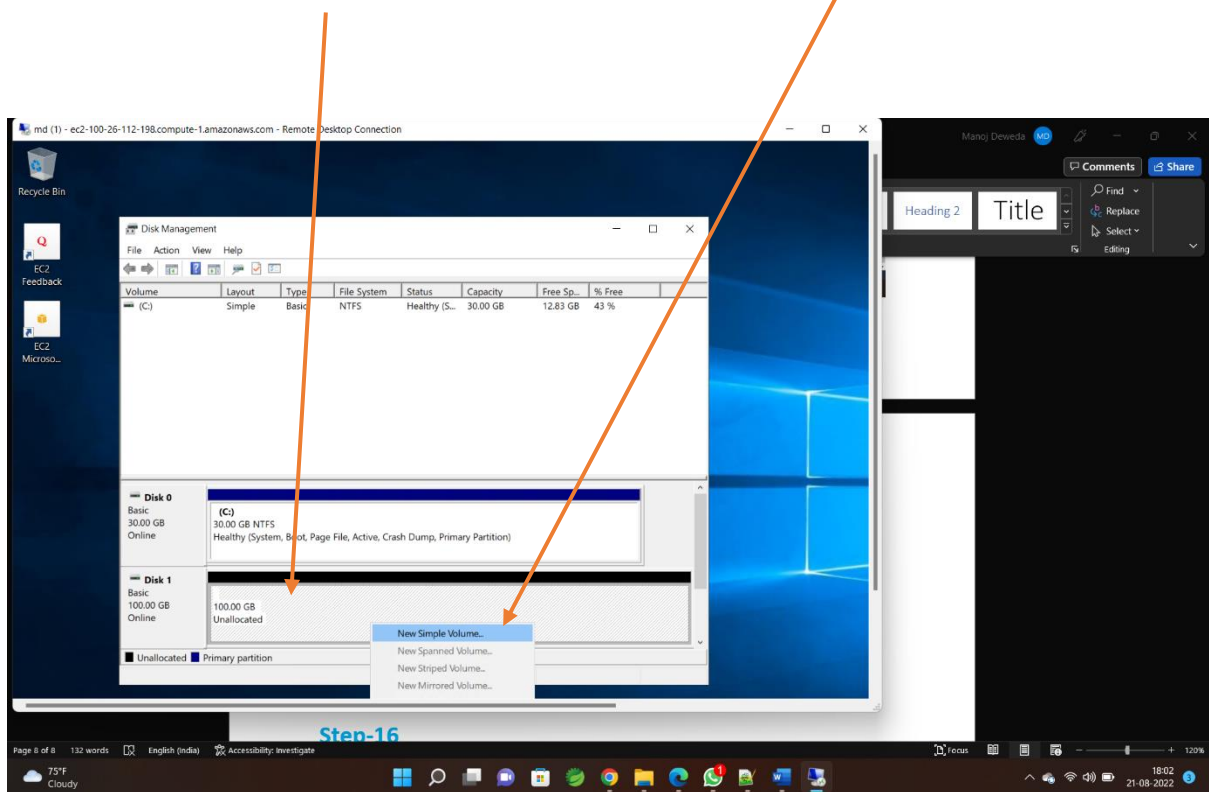 md (1) - ec2-100-26-112-198.compute-1.amazonaws.com - Remote Desktop Connection
Manoj Deweda MD
Comments Share
Recycle Bin
Heading 2 Title
Find
Replace
Select
Editing
EC2
Feedback
EC2
Microso...
Disk Management
File Action View Help
Volume Layout Type File System Status Capacity Free Sp... % Free
(C:) Simple Basic NTFS Healthy (S... 30.00 GB 12.83 GB 43 %
Disk 0
Basic
30.00 GB
Online
(C:)
30.00 GB NTFS
Healthy (System, Boot, Page File, Active, Crash Dump, Primary Partition)
Disk 1
Basic
100.00 GB
Online
100.00 GB
Unallocated
New Simple Volume...
New Spanned Volume...
New Striped Volume...
New Mirrored Volume...
Unallocated Primary partition
Step-16
Page 8 of 8 132 words English (India) Accessibility: Investigate Focus 120%
75°F
Cloudy
1
18:02
21-08-2022
3